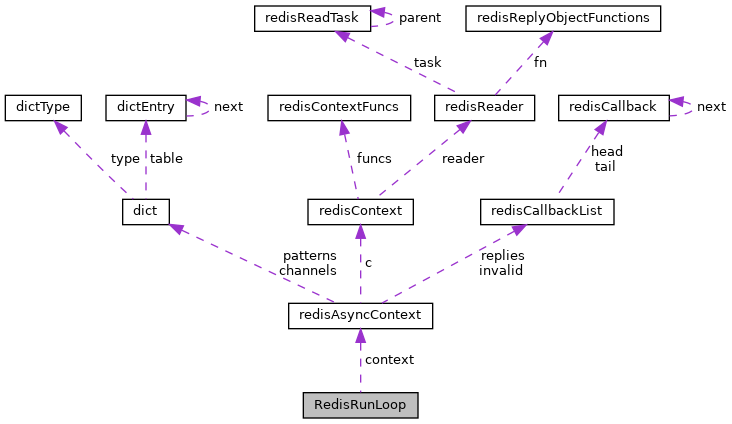 redisReadTask
redisReplyObjectFunctions
parent
task
fn
dictType
dictEntry
next
redisContextFuncs
redisReader
redisCallback
next
type
table
funcs
reader
head
tail
dict
redisContext
redisCallbackList
patterns
channels
c
replies
invalid
redisAsyncContext
context
RedisRunLoop